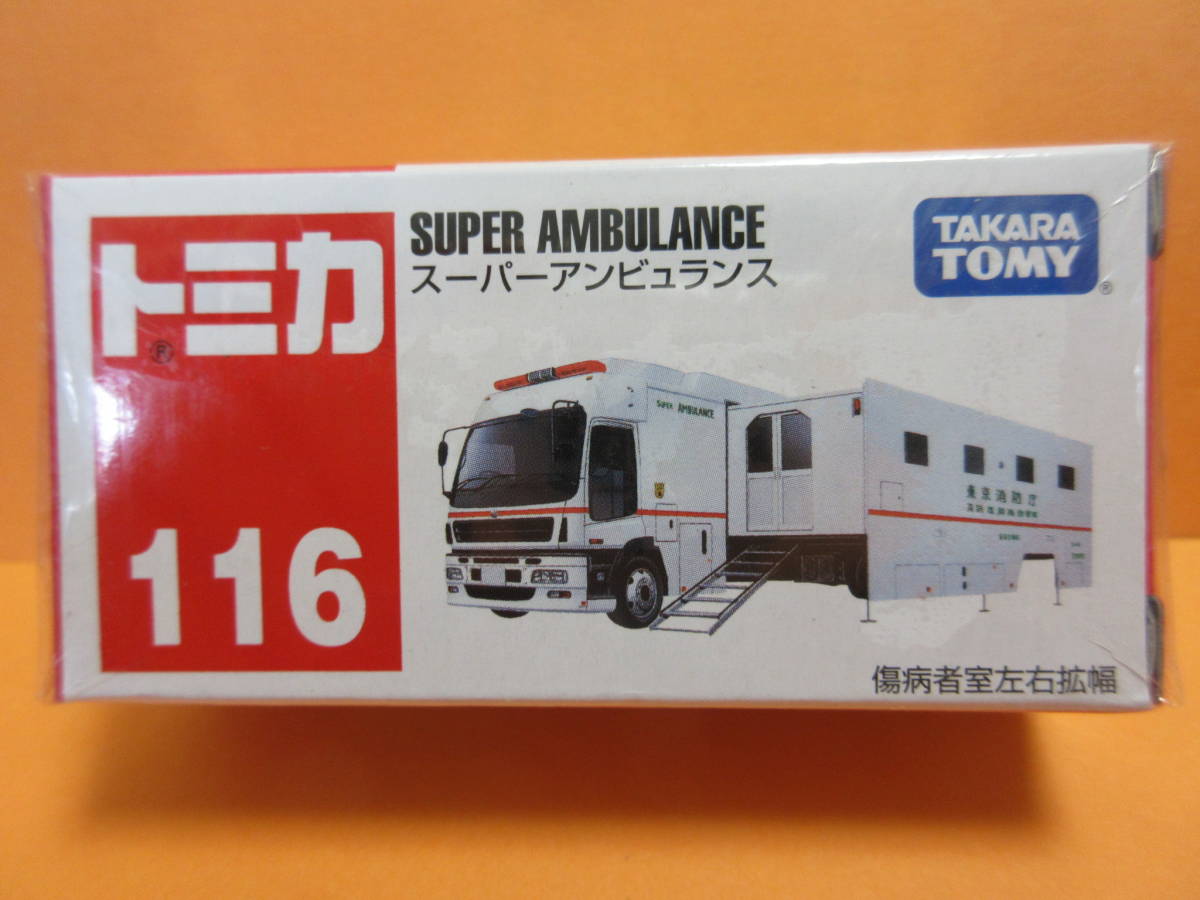 トミカ
®
116
SUPER AMBULANCE
スーパーアンビュランス
TAKARA
TOMY
®
SUPER AMBULANCE
東京消防庁
傷病者室左右拡幅